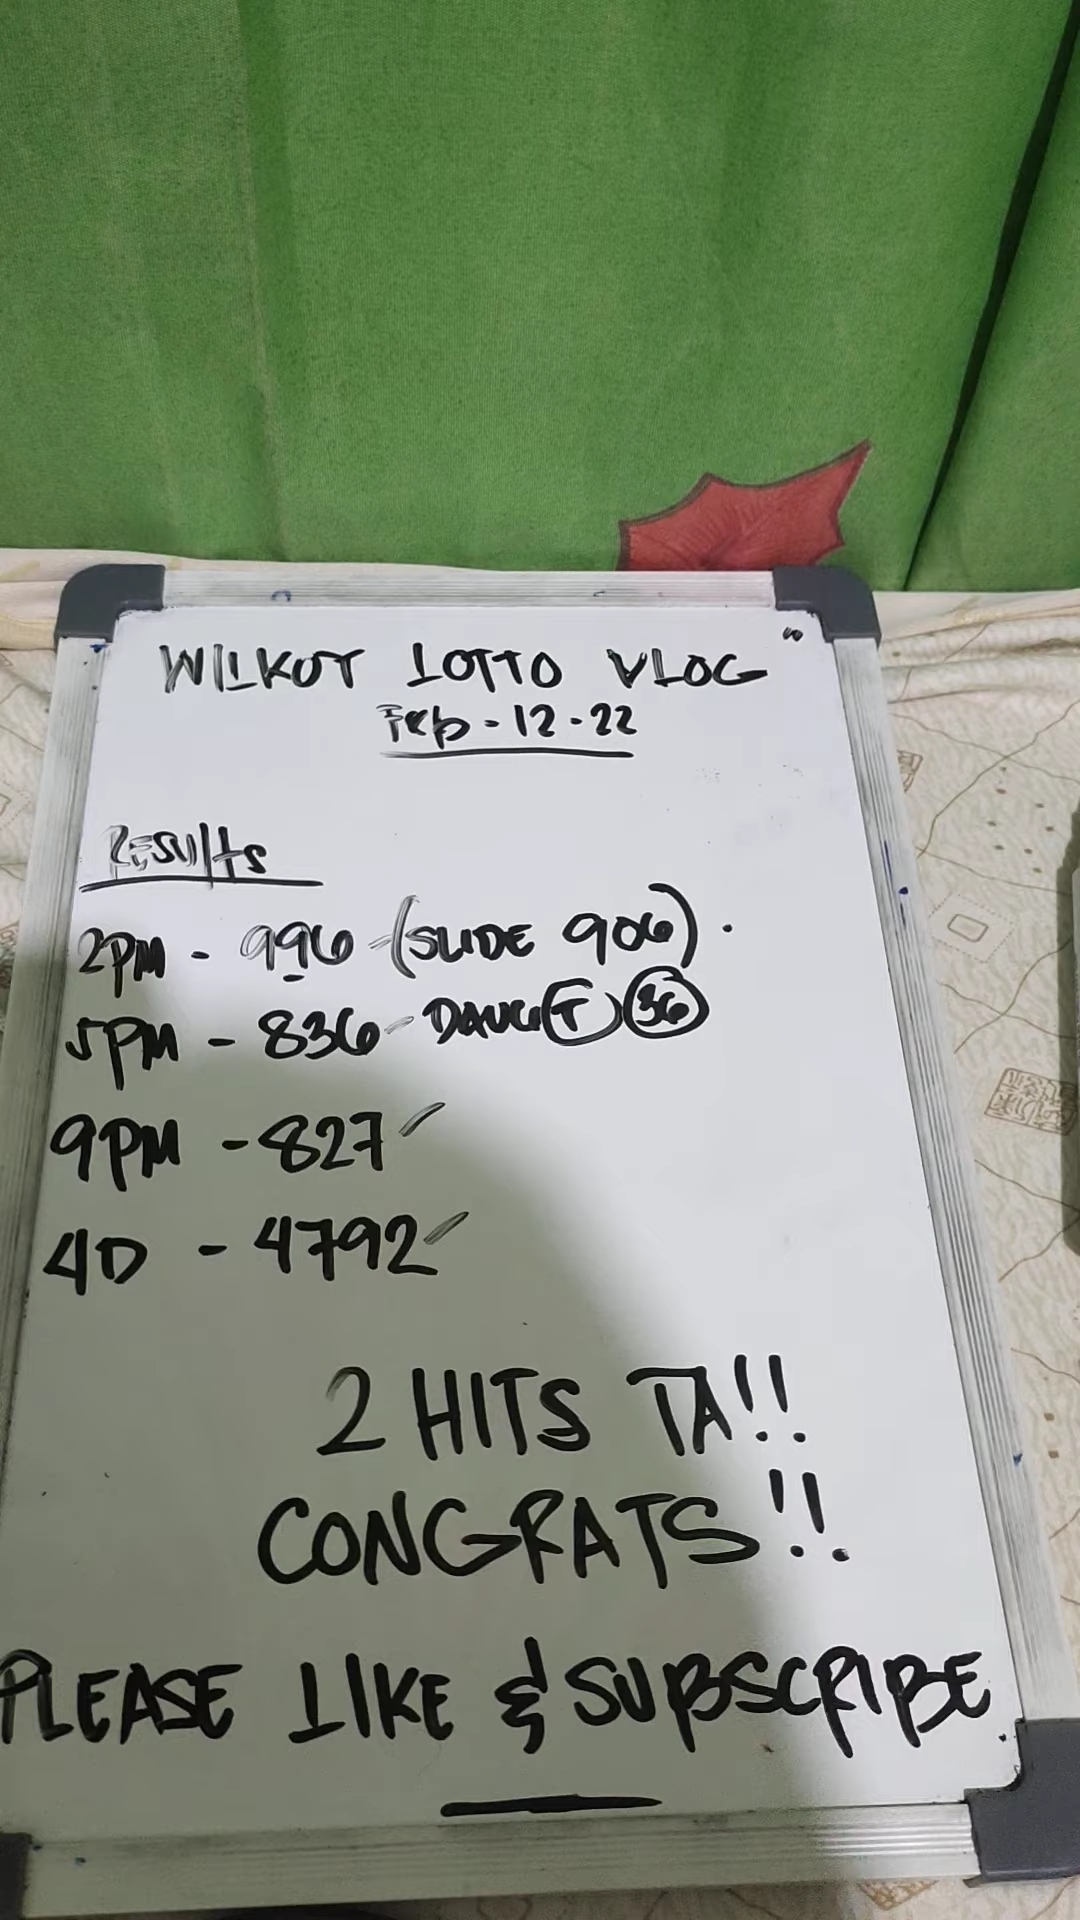 WILKOT LOTTO VLOG"
Feb - 12 - 22
RESULTS
2PM - 996 - (SLIDE 906) .
5PM - 836 - (T) (36)
9PM - 827 ✓
4D - 4792 ✓
2 HITS TA!!
CONGRATS!!
PLEASE LIKE & SUBSCRIBE.